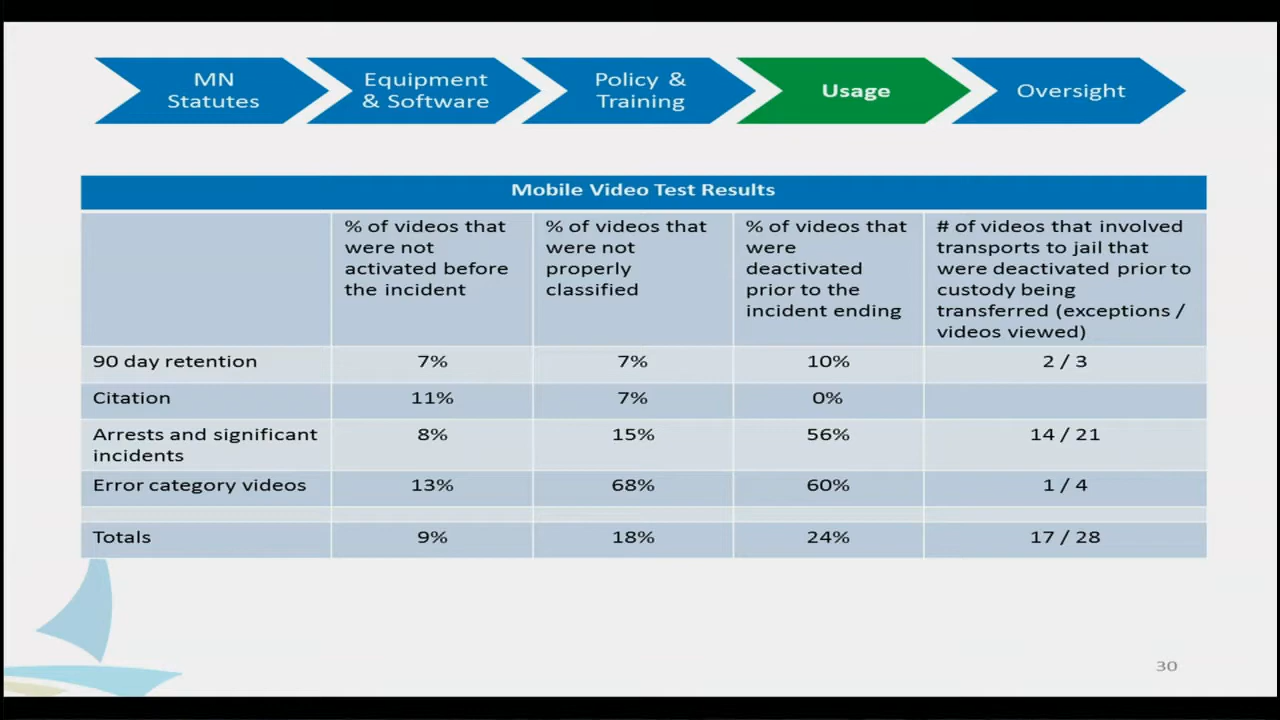 MN
Statutes
Equipment
& Software
Policy &
Training
Usage
Oversight
Mobile Video Test Results
% of videos that
were not
activated before
the incident
% of videos that
were not
properly
classified
% of videos that
were
deactivated
prior to the
incident ending
# of videos that involved
transports to jail that
were deactivated prior to
custody being
transferred (exceptions /
videos viewed)
90 day retention 7% 7% 10% 2 / 3
Citation 11% 7% 0%
Arrests and significant
incidents 8% 15% 56% 14 / 21
Error category videos 13% 68% 60% 1 / 4
Totals 9% 18% 24% 17 / 28
30